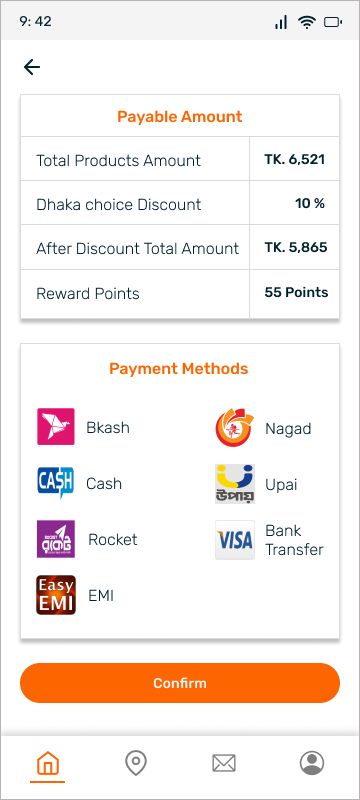 9: 42
Payable Amount
Total Products Amount
TK. 6,521
Dhaka choice Discount
10 %
After Discount Total Amount
TK. 5,865
Reward Points
55 Points
Payment Methods
Bkash
Nagad
CA$H
Cash
উপায়
Upai
ROCKET
রকেট
Rocket
VISA
Bank
Transfer
Easy
EMI
EMI
Confirm